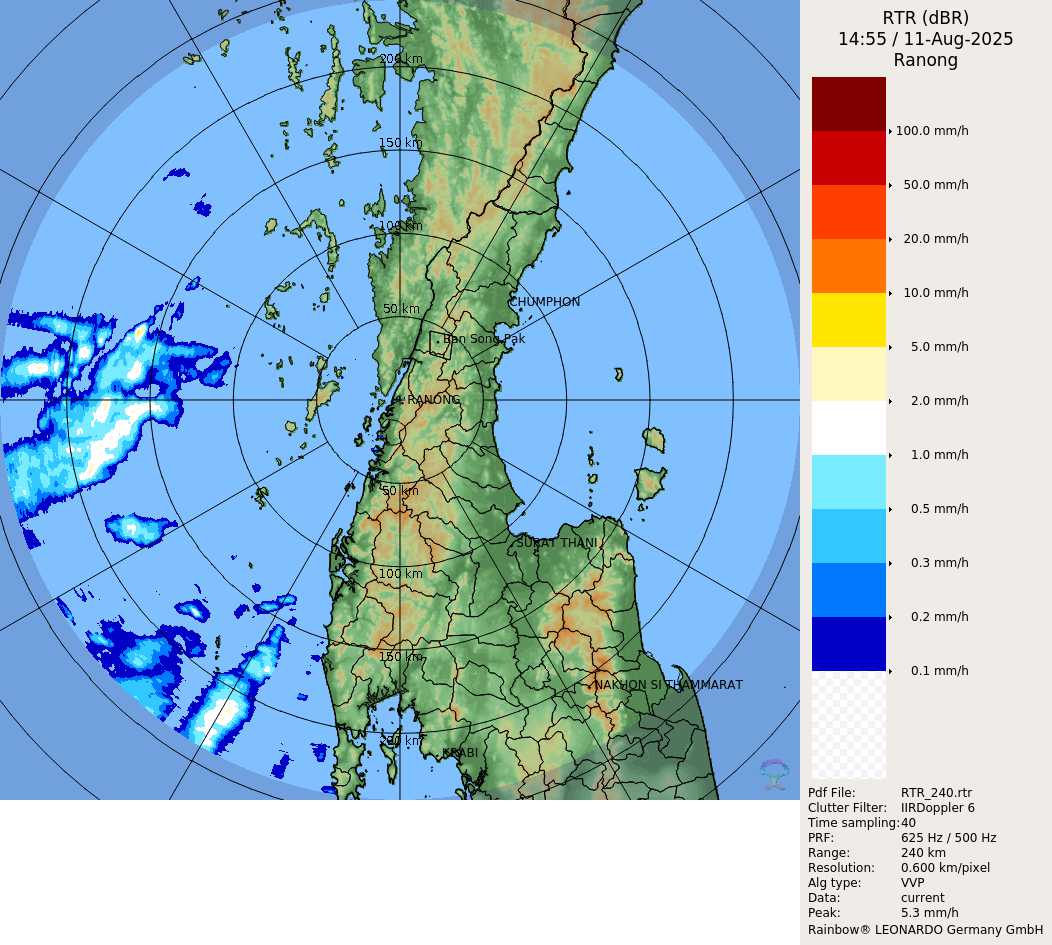 RTR (dBR)
14:55 / 11-Aug-2025
Ranong
200 km
150 km
100 km
50 km
CHUMPHON
Ban Song Pak
RANONG
50 km
SURAT THANI
100 km
150 km
NAKHON SI THAMMARAT
200 km
KRABI
100.0 mm/h
50.0 mm/h
20.0 mm/h
10.0 mm/h
5.0 mm/h
2.0 mm/h
1.0 mm/h
0.5 mm/h
0.3 mm/h
0.2 mm/h
0.1 mm/h
Pdf File: RTR_240.rtr
Clutter Filter: IIRDoppler 6
Time sampling:40
PRF: 625 Hz / 500 Hz
Range: 240 km
Resolution: 0.600 km/pixel
Alg type: VVP
Data: current
Peak: 5.3 mm/h
Rainbow® LEONARDO Germany GmbH